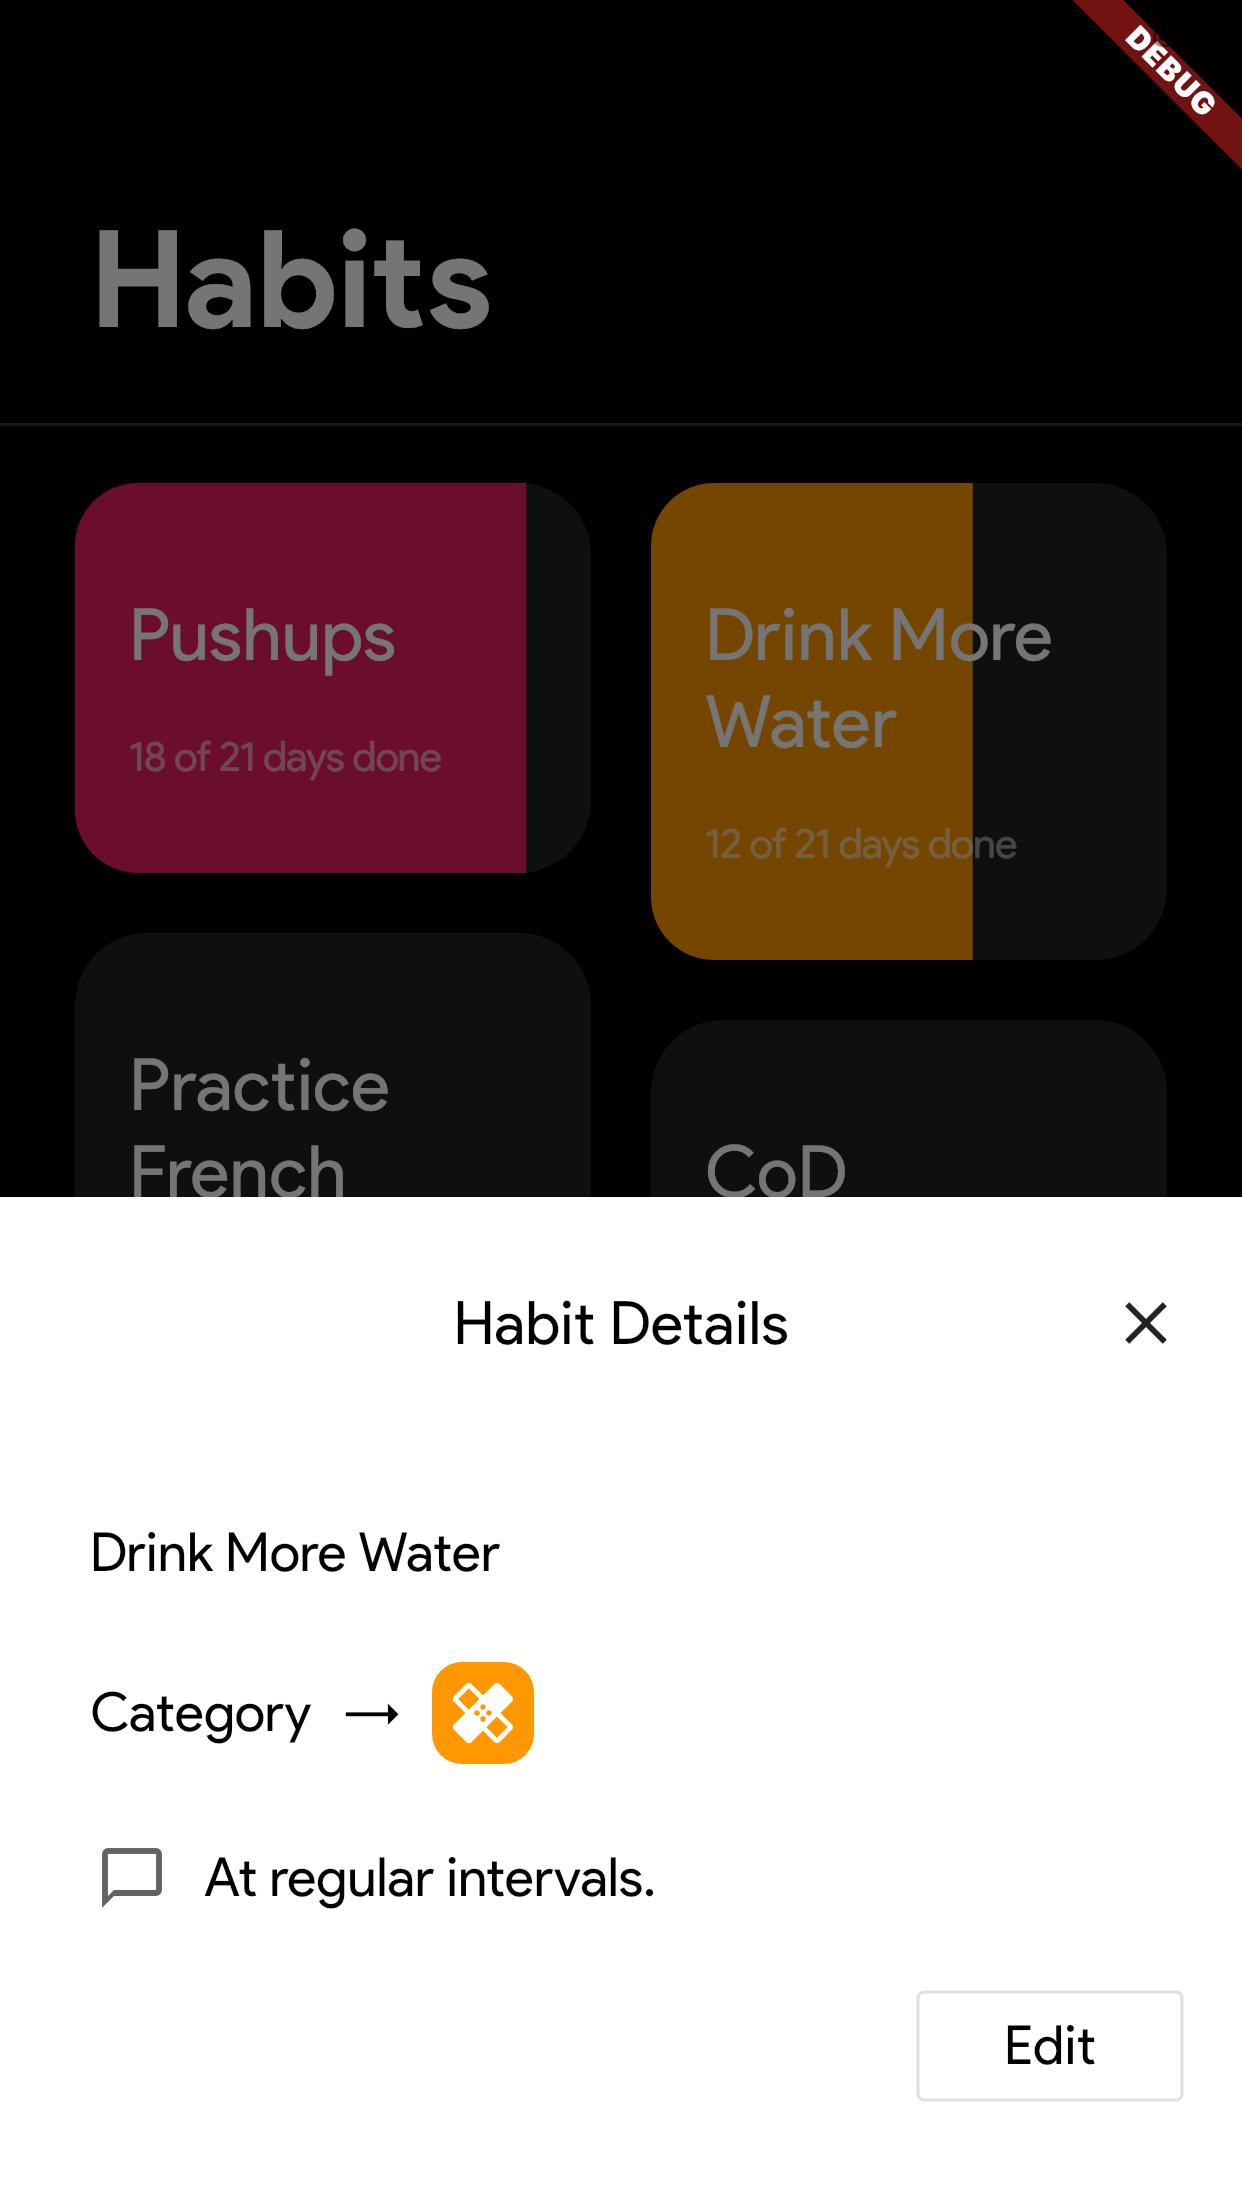 DEBUG
Habits
Pushups
18 of 21 days done
Drink More
Water
12 of 21 days done
Practice
French
CoD
Habit Details
Drink More Water
Category
At regular intervals.
Edit